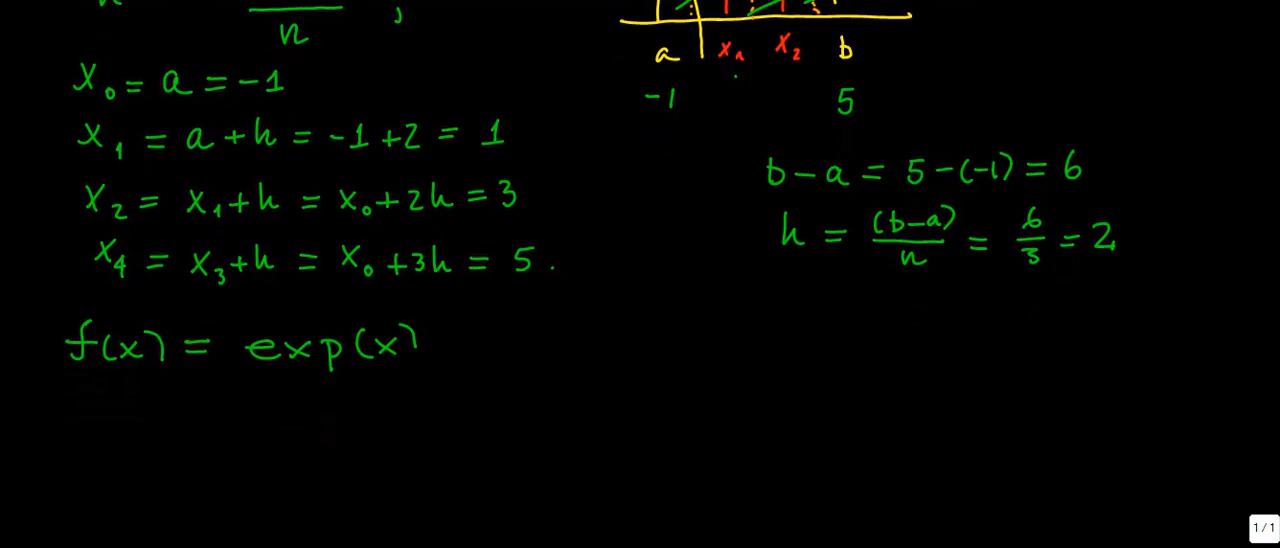 n
x₀ = a = -1
x₁ = a + h = -1 + 2 = 1
x₂ = x₁ + h = x₀ + 2h = 3
x₄ = x₃ + h = x₀ + 3h = 5 .
f(x) = exp(x)
a x₁ x₂ b
-1 5
b - a = 5 - (-1) = 6
h = (b-a)/n = 6/3 = 2
1 / 1